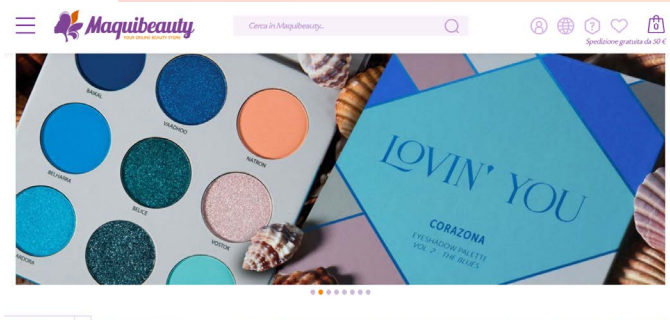 Maquibeauty
YOUR ONLINE BEAUTY STORE
Cerca in Maquibeauty...
0
Spedizione gratuita da 50 €
BAIKAL
VAADHOO
NATRON
BELHARRA
BELICE
VOSTOK
LOVIN' YOU
CORAZONA
EYESHADOW PALETTE
VOL. 2 · THE BLUES